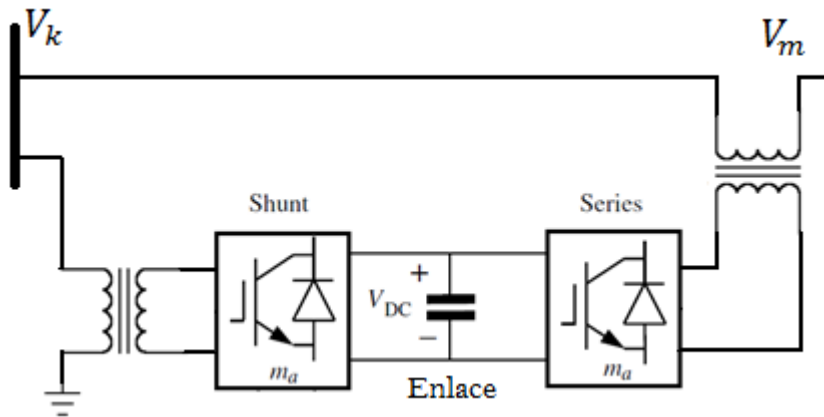 V_k
V_m
Shunt
Series
+
V_DC
−
m_a
m_a
Enlace